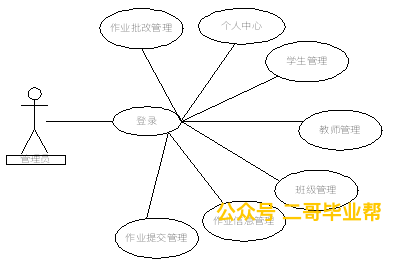 作业批改管理
个人中心
学生管理
登录
教师管理
管理员
班级管理
公众号 二哥毕业帮
作业信息管理
作业提交管理